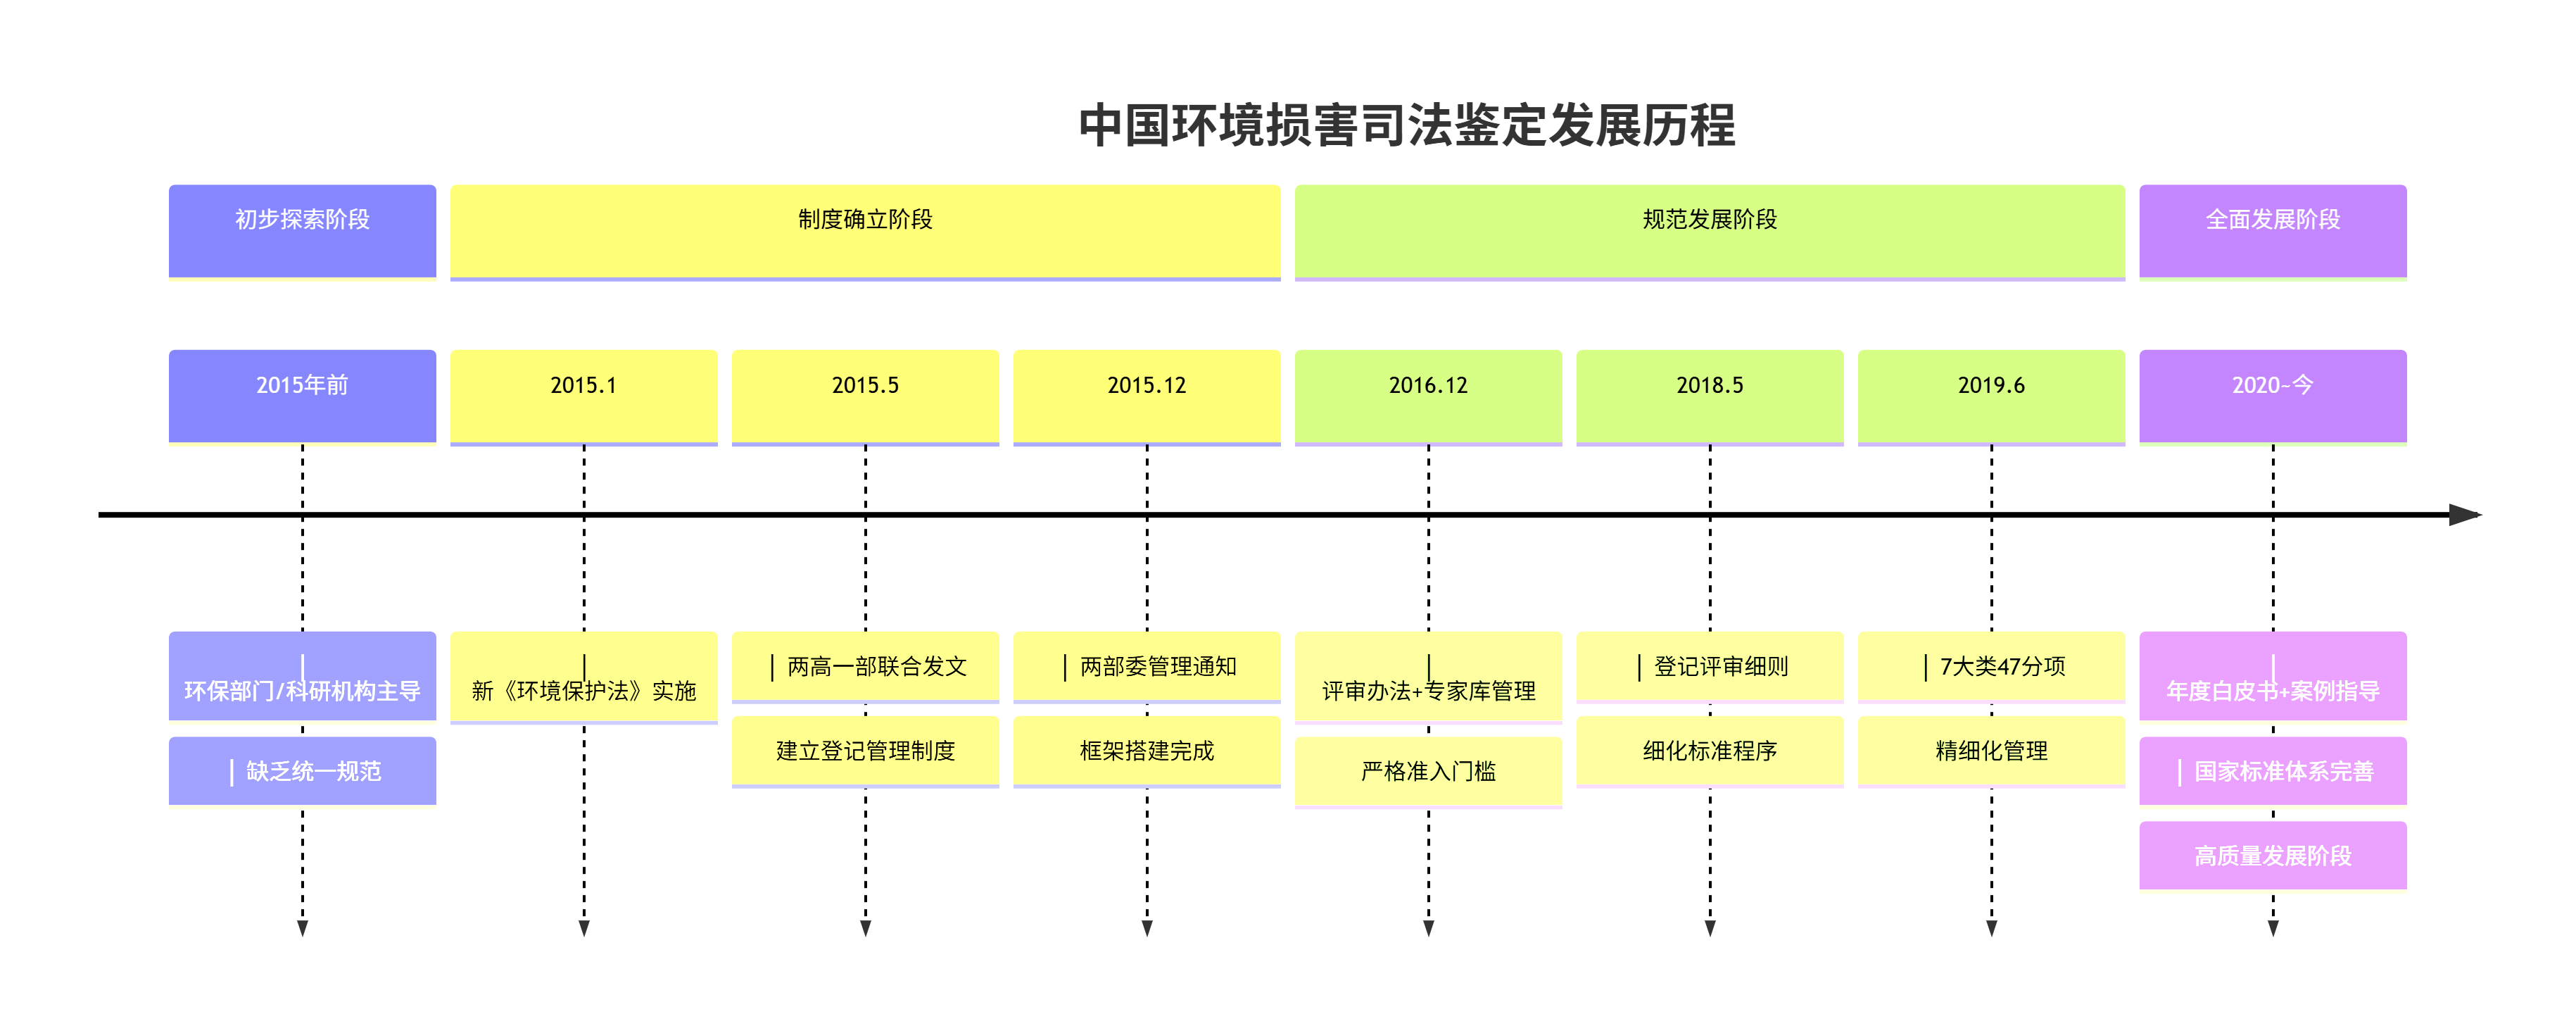 中国环境损害司法鉴定发展历程
初步探索阶段
制度确立阶段
规范发展阶段
全面发展阶段
2015年前
2015.1
2015.5
2015.12
2016.12
2018.5
2019.6
2020~今
|
环保部门/科研机构主导
| 缺乏统一规范
|
新《环境保护法》实施
| 两高一部联合发文
建立登记管理制度
| 两部委管理通知
框架搭建完成
|
评审办法+专家库管理
严格准入门槛
| 登记评审细则
细化标准程序
| 7大类47分项
精细化管理
|
年度白皮书+案例指导
| 国家标准体系完善
高质量发展阶段